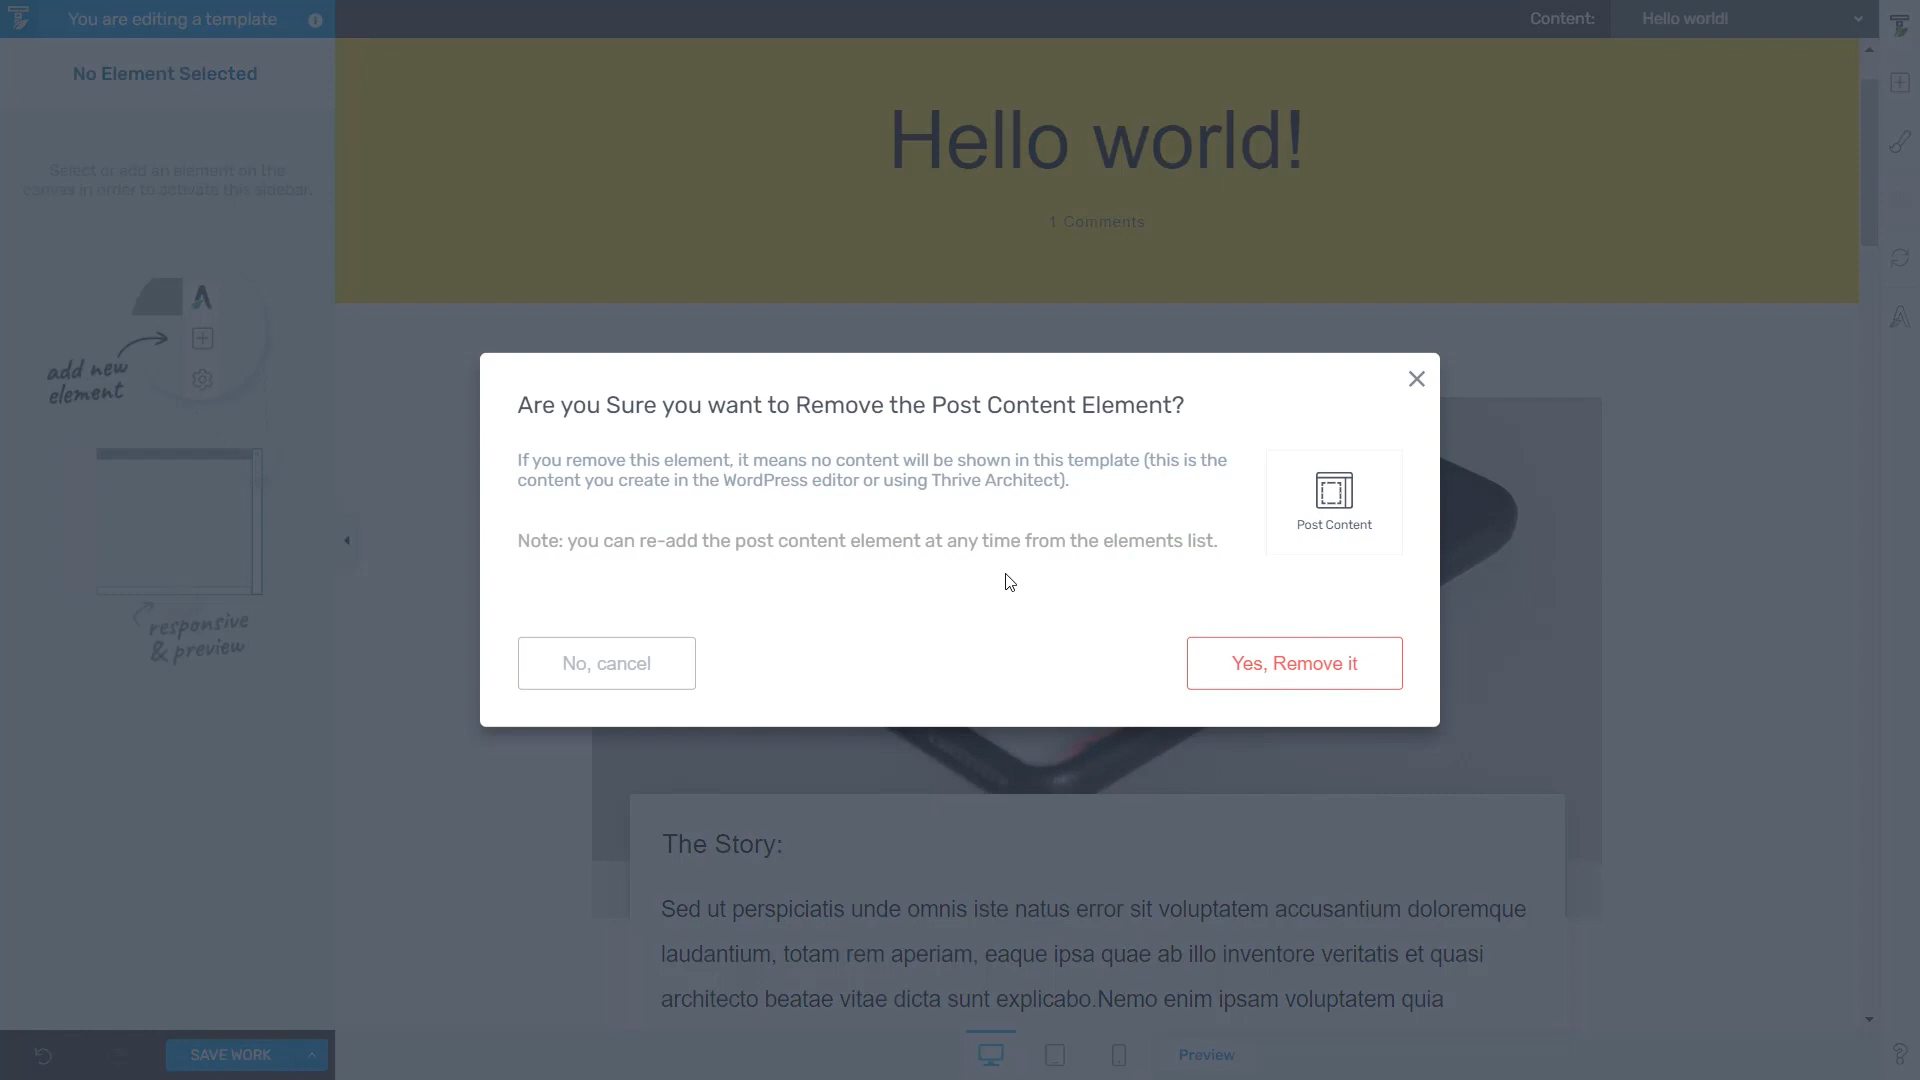 You are editing a template
Content:
Hello world!
No Element Selected
Select or add an element on the
canvas in order to activate this sidebar.
add new
element
responsive
& preview
Hello world!
1 Comments
Are you Sure you want to Remove the Post Content Element?
If you remove this element, it means no content will be shown in this template (this is the
content you create in the WordPress editor or using Thrive Architect).
Post Content
Note: you can re-add the post content element at any time from the elements list.
No, cancel
Yes, Remove it
The Story:
Sed ut perspiciatis unde omnis iste natus error sit voluptatem accusantium doloremque
laudantium, totam rem aperiam, eaque ipsa quae ab illo inventore veritatis et quasi
architecto beatae vitae dicta sunt explicabo.Nemo enim ipsam voluptatem quia
SAVE WORK
Preview